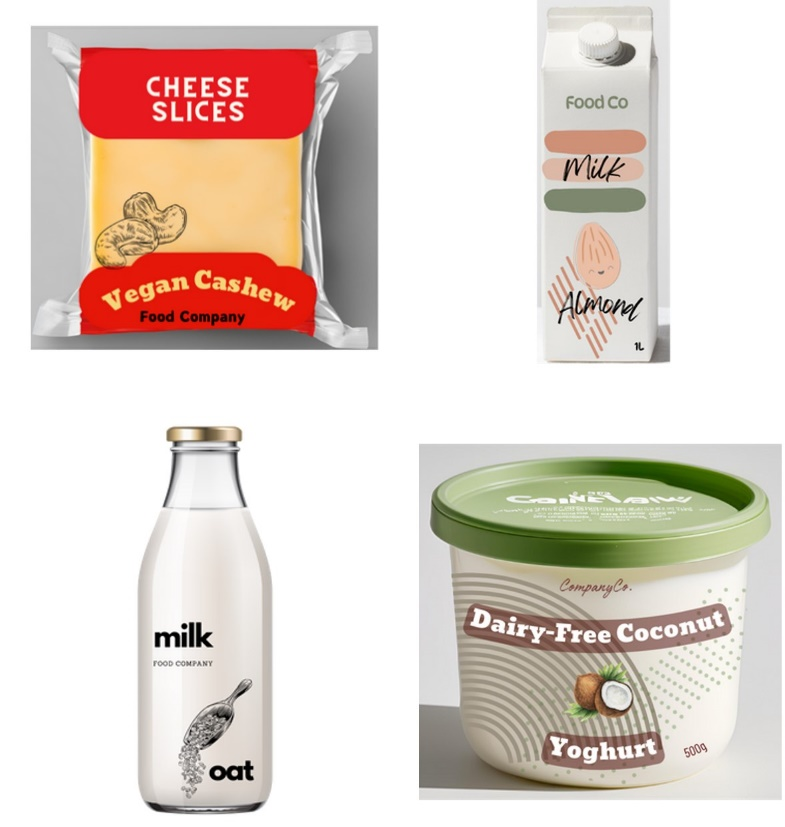 CHEESE
SLICES
Vegan Cashew
Food Company
Food Co
Milk
Almond
1L
milk
FOOD COMPANY
oat
CompanyCo.
Dairy-Free Coconut
Yoghurt
500g